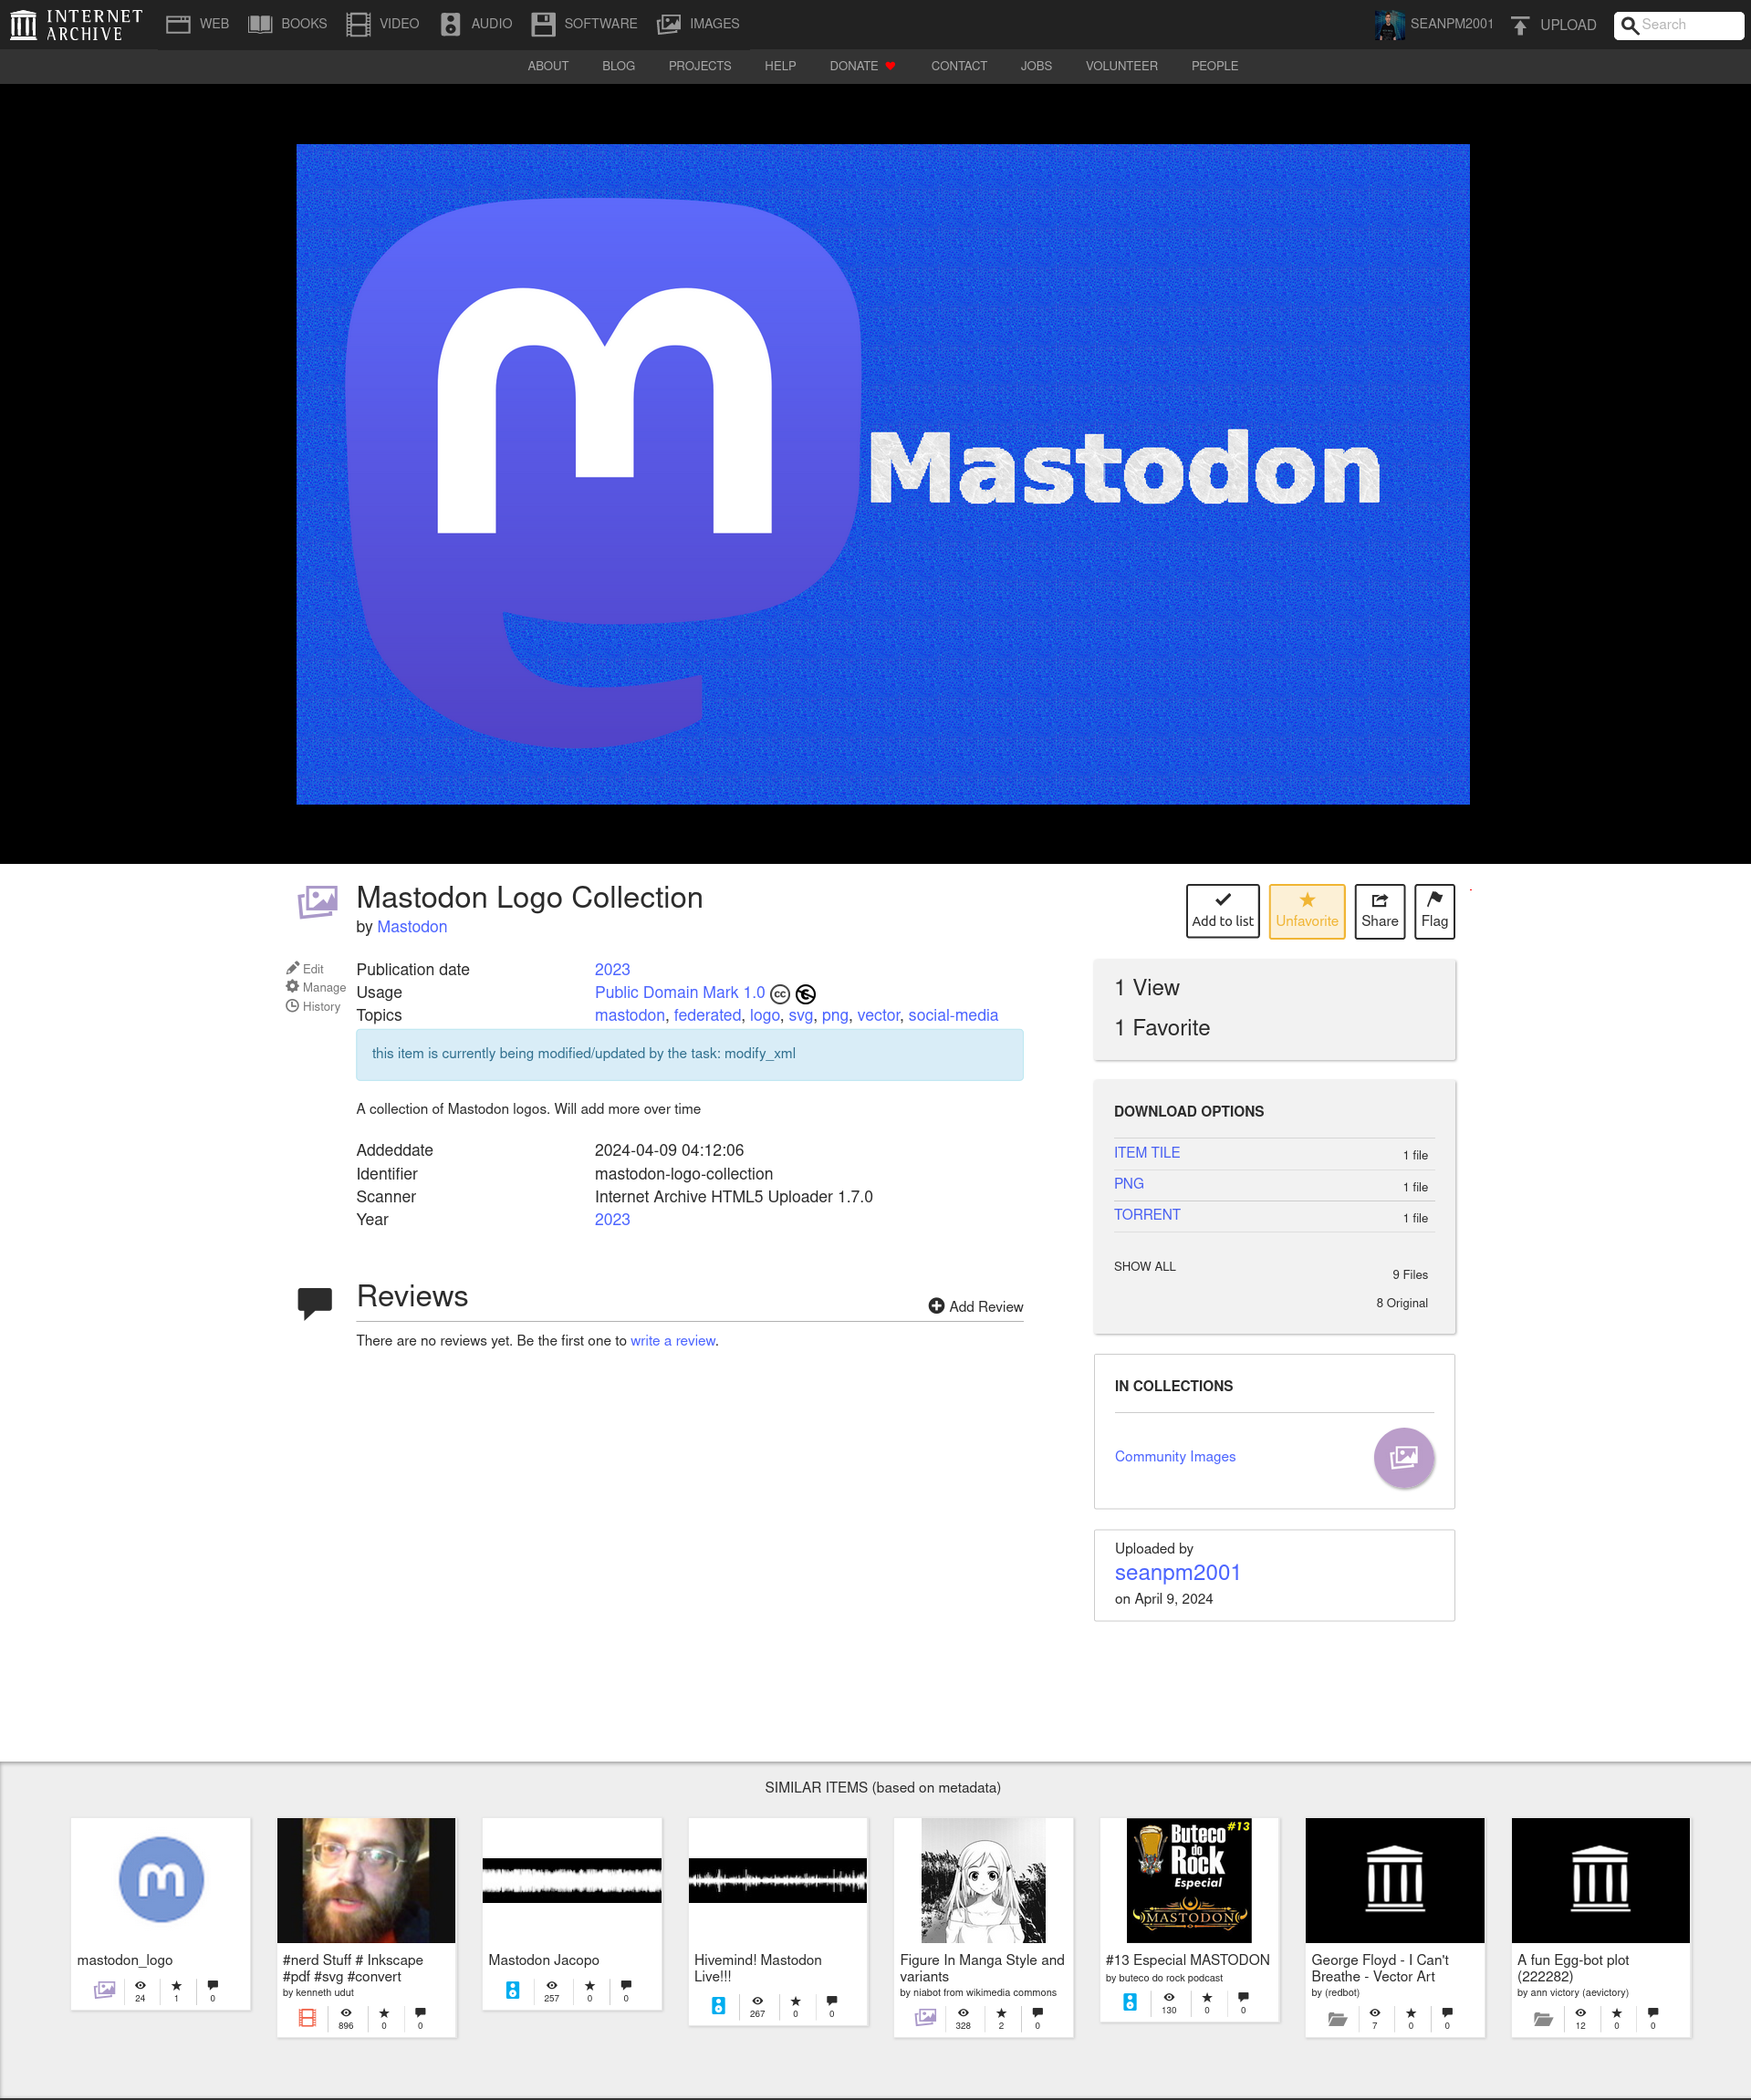 INTERNET ARCHIVE
WEB BOOKS VIDEO AUDIO SOFTWARE IMAGES SEANPM2001 UPLOAD Search
ABOUT BLOG PROJECTS HELP DONATE CONTACT JOBS VOLUNTEER PEOPLE
m
Mastodon
Mastodon Logo Collection
by Mastodon
Add to list Unfavorite Share Flag
Edit
Manage
History
Publication date 2023
Usage Public Domain Mark 1.0 cc
Topics mastodon, federated, logo, svg, png, vector, social-media
this item is currently being modified/updated by the task: modify_xml
A collection of Mastodon logos. Will add more over time
Addeddate 2024-04-09 04:12:06
Identifier mastodon-logo-collection
Scanner Internet Archive HTML5 Uploader 1.7.0
Year 2023
Reviews
Add Review
There are no reviews yet. Be the first one to write a review.
1 View
1 Favorite
DOWNLOAD OPTIONS
ITEM TILE 1 file
PNG 1 file
TORRENT 1 file
SHOW ALL 9 Files
8 Original
IN COLLECTIONS
Community Images
Uploaded by
seanpm2001
on April 9, 2024
SIMILAR ITEMS (based on metadata)
m
mastodon_logo
24 1 0
#nerd Stuff # Inkscape
#pdf #svg #convert
by kenneth udut
896 0 0
Mastodon Jacopo
257 0 0
Hivemind! Mastodon
Live!!!
267 0 0
Figure In Manga Style and
variants
by niabot from wikimedia commons
328 2 0
#13
Buteco
do
Rock
Especial
MASTODON
#13 Especial MASTODON
by buteco do rock podcast
130 0 0
George Floyd - I Can't
Breathe - Vector Art
by (redbot)
7 0 0
A fun Egg-bot plot
(222282)
by ann victory (aevictory)
12 0 0